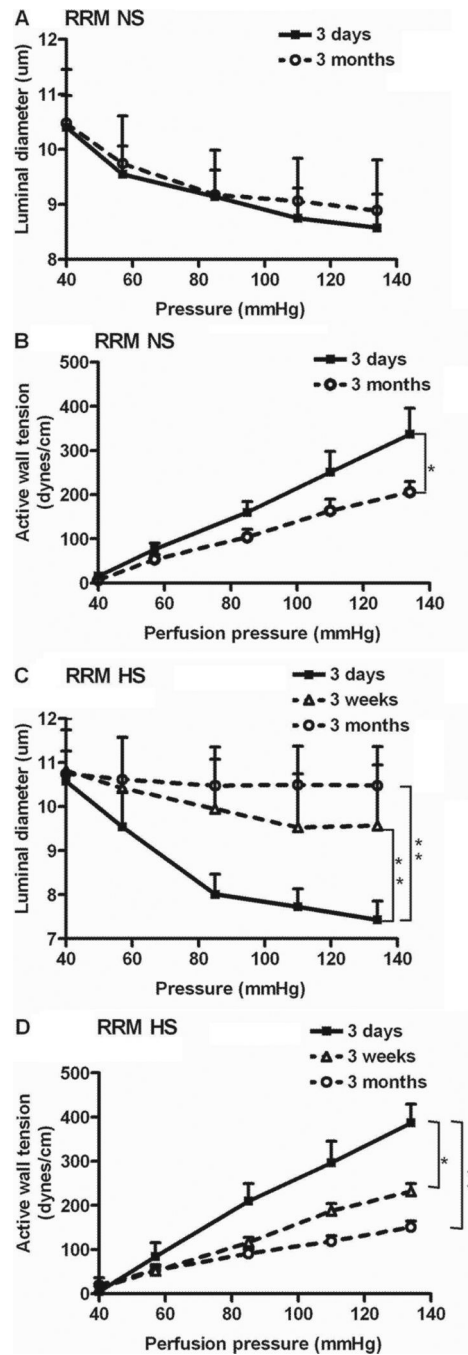 A RRM NS
3 days
3 months
12
11
10
9
8
Luminal diameter (um)
40 60 80 100 120 140
Pressure (mmHg)
B RRM NS
3 days
3 months
500
400
300
200
100
0
Active wall tension
(dynes/cm)
*
40 60 80 100 120 140
Perfusion pressure (mmHg)
C RRM HS
3 days
3 weeks
3 months
12
11
10
9
8
7
Luminal diameter (um)
**
**
40 60 80 100 120 140
Pressure (mmHg)
D RRM HS
3 days
3 weeks
3 months
500
400
300
200
100
0
Active wall tension
(dynes/cm)
*
40 60 80 100 120 140
Perfusion pressure (mmHg)